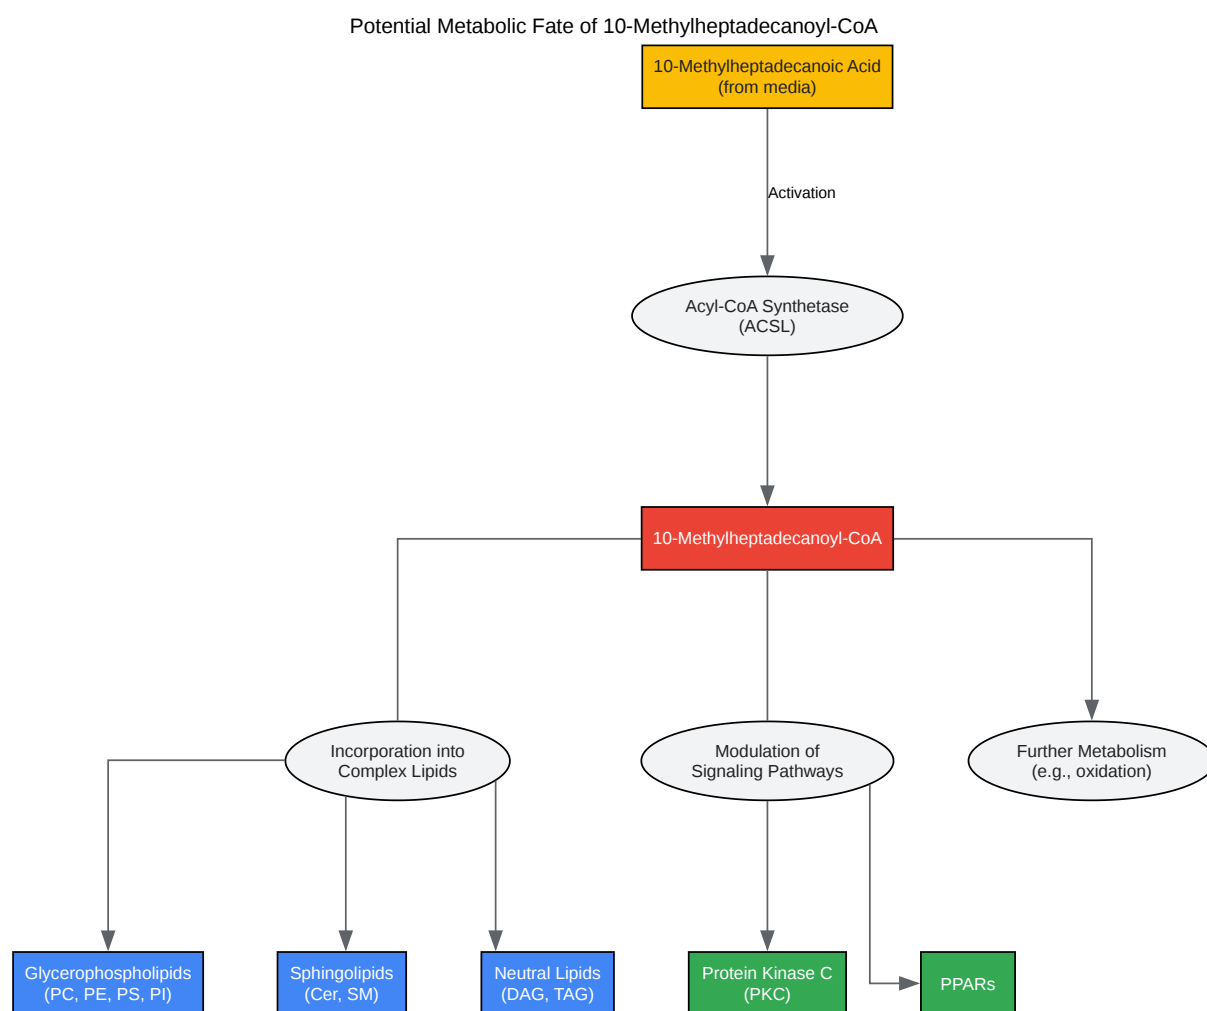 Potential Metabolic Fate of 10-Methylheptadecanoyl-CoA
10-Methylheptadecanoic Acid
(from media)
Activation
Acyl-CoA Synthetase
(ACSL)
10-Methylheptadecanoyl-CoA
Incorporation into
Complex Lipids
Modulation of
Signaling Pathways
Further Metabolism
(e.g., oxidation)
Glycerophospholipids
(PC, PE, PS, PI)
Sphingolipids
(Cer, SM)
Neutral Lipids
(DAG, TAG)
Protein Kinase C
(PKC)
PPARs